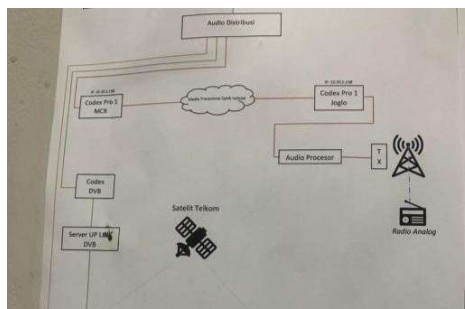 Audio Distribusi
Codex Pro 1
MCR
Codex Pro 1
Joglo
Audio Procesor
T
X
Codex
DVB
Satelit Telkom
Radio Analog
Server UP LINK
DVB